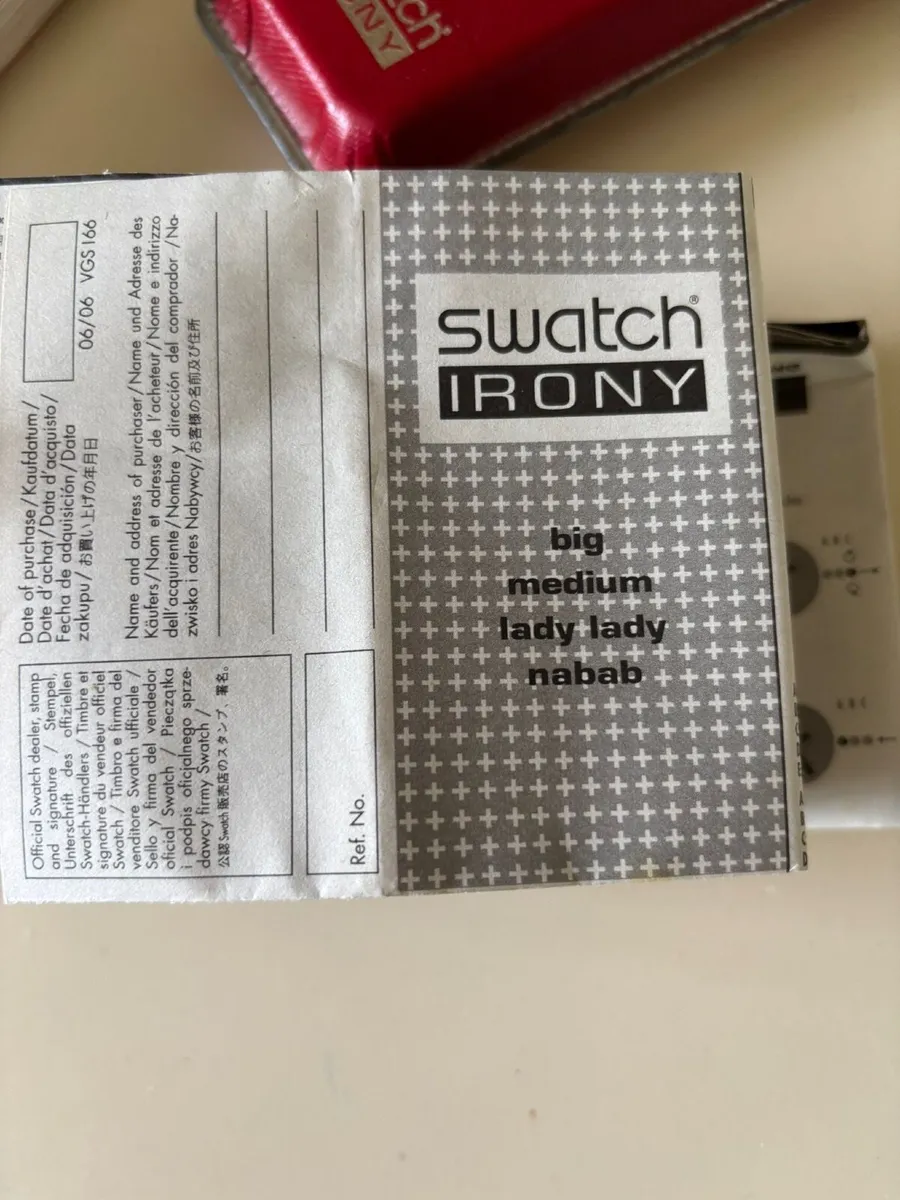 swatch
IRONY
swatch®
IRONY
big
medium
lady lady
nabab
Date of purchase/Kaufdatum/
Date d'achat/Data d'acquisto/
Fecha de adquisición/Data
zakupu/お買い上げの年月日
06/06 VGS166
Name and address of purchaser/Name und Adresse des
Käufers/Nom et adresse de l'acheteur/Nome e indirizzo
dell'acquirente/Nombre y dirección del comprador /Na-
zwisko i adres Nabywcy/お客様の名前及び住所
Official Swatch dealer, stamp
and signature / Stempel,
Unterschrift des offiziellen
Swatch-Händlers / Timbre et
signature du vendeur officiel
Swatch / Timbro e firma del
venditore Swatch ufficiale /
Sello y firma del vendedor
oficial Swatch / Pieczątka
i podpis oficjalnego sprze-
dawcy firmy Swatch /
公認 Swatch 販売店のスタンプ、署名。
Ref. No.
A B C
A B C